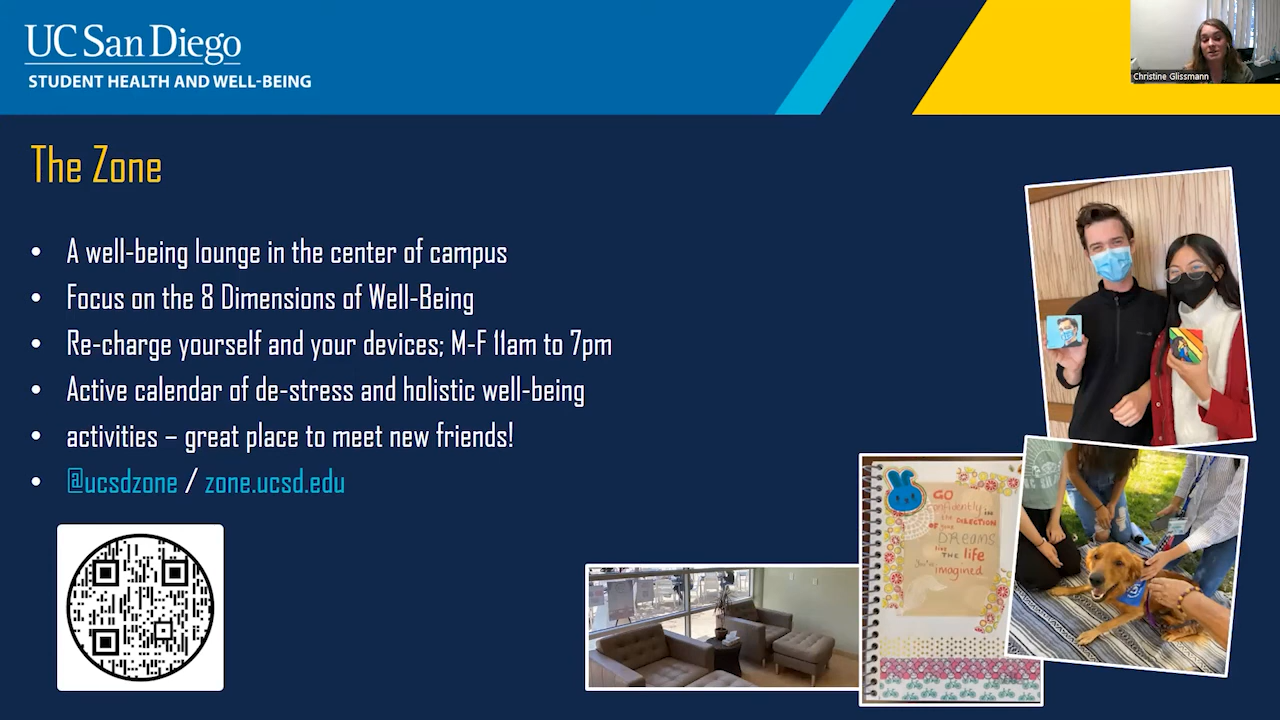 UC San Diego
STUDENT HEALTH AND WELL-BEING
Christine Glissmann
The Zone
• A well-being lounge in the center of campus
• Focus on the 8 Dimensions of Well-Being
• Re-charge yourself and your devices; M-F 11am to 7pm
• Active calendar of de-stress and holistic well-being
• activities – great place to meet new friends!
• @ucsdzone / zone.ucsd.edu
GO
confidently
DIRECTION
OF your
DREAMS
THE life
You've
imagined